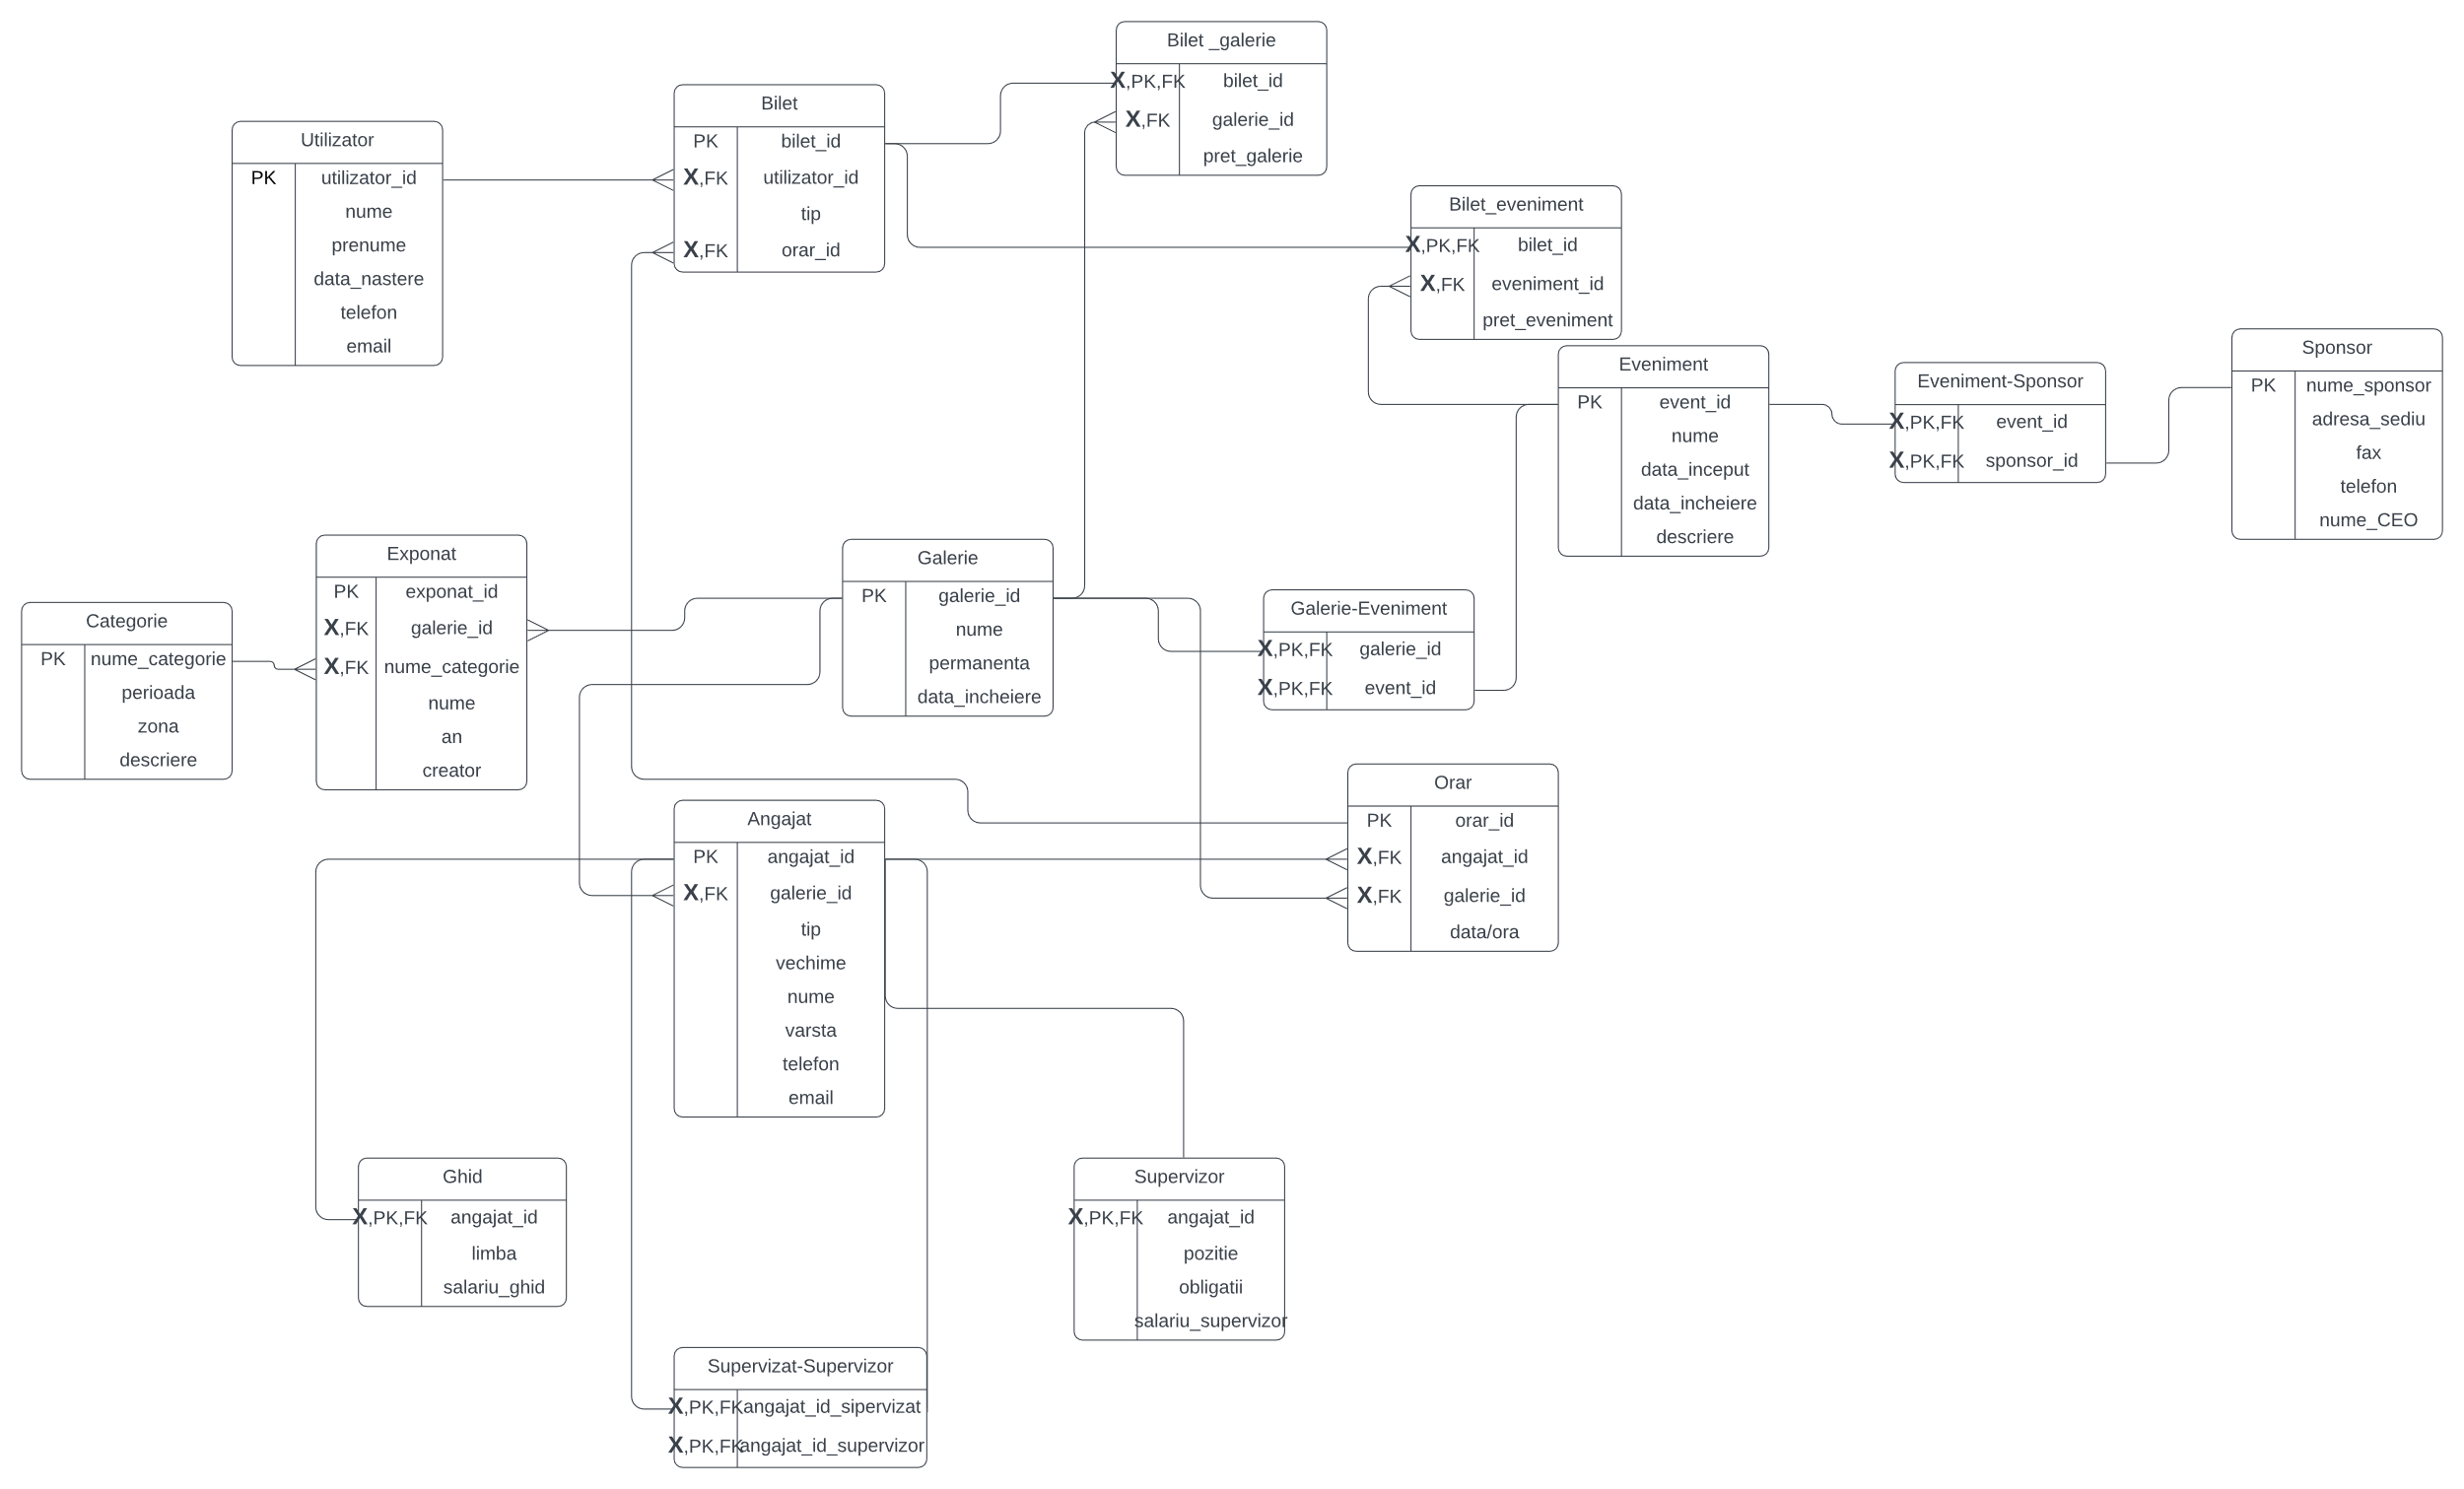 Bilet _galerie
X,PK,FK bilet_id
X,FK galerie_id
pret_galerie
Bilet
PK bilet_id
X,FK utilizator_id
tip
X,FK orar_id
Utilizator
PK utilizator_id
nume
prenume
data_nastere
telefon
email
Bilet_eveniment
X,PK,FK bilet_id
X,FK eveniment_id
pret_eveniment
Eveniment
PK event_id
nume
data_inceput
data_incheiere
descriere
Eveniment-Sponsor
X,PK,FK event_id
X,PK,FK sponsor_id
Sponsor
PK nume_sponsor
adresa_sediu
fax
telefon
nume_CEO
Categorie
PK nume_categorie
perioada
zona
descriere
Exponat
PK exponat_id
X,FK galerie_id
X,FK nume_categorie
nume
an
creator
Galerie
PK galerie_id
nume
permanenta
data_incheiere
Galerie-Eveniment
X,PK,FK galerie_id
X,PK,FK event_id
Orar
PK orar_id
X,FK angajat_id
X,FK galerie_id
data/ora
Angajat
PK angajat_id
X,FK galerie_id
tip
vechime
nume
varsta
telefon
email
Ghid
X,PK,FK angajat_id
limba
salariu_ghid
Supervizor
X,PK,FK angajat_id
pozitie
obligatii
salariu_supervizor
Supervizat-Supervizor
X,PK,FK angajat_id_sipervizat
X,PK,FK angajat_id_supervizor